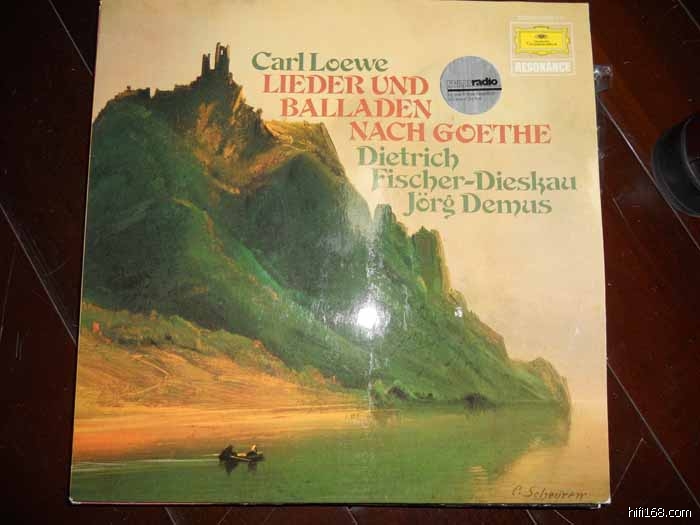 Carl Loewe
LIEDER UND
BALLADEN
NACH GOETHE
Dietrich
Fischer-Dieskau
Jörg Demus
radio
RESONANCE
C. Scheuren
hifi168.com